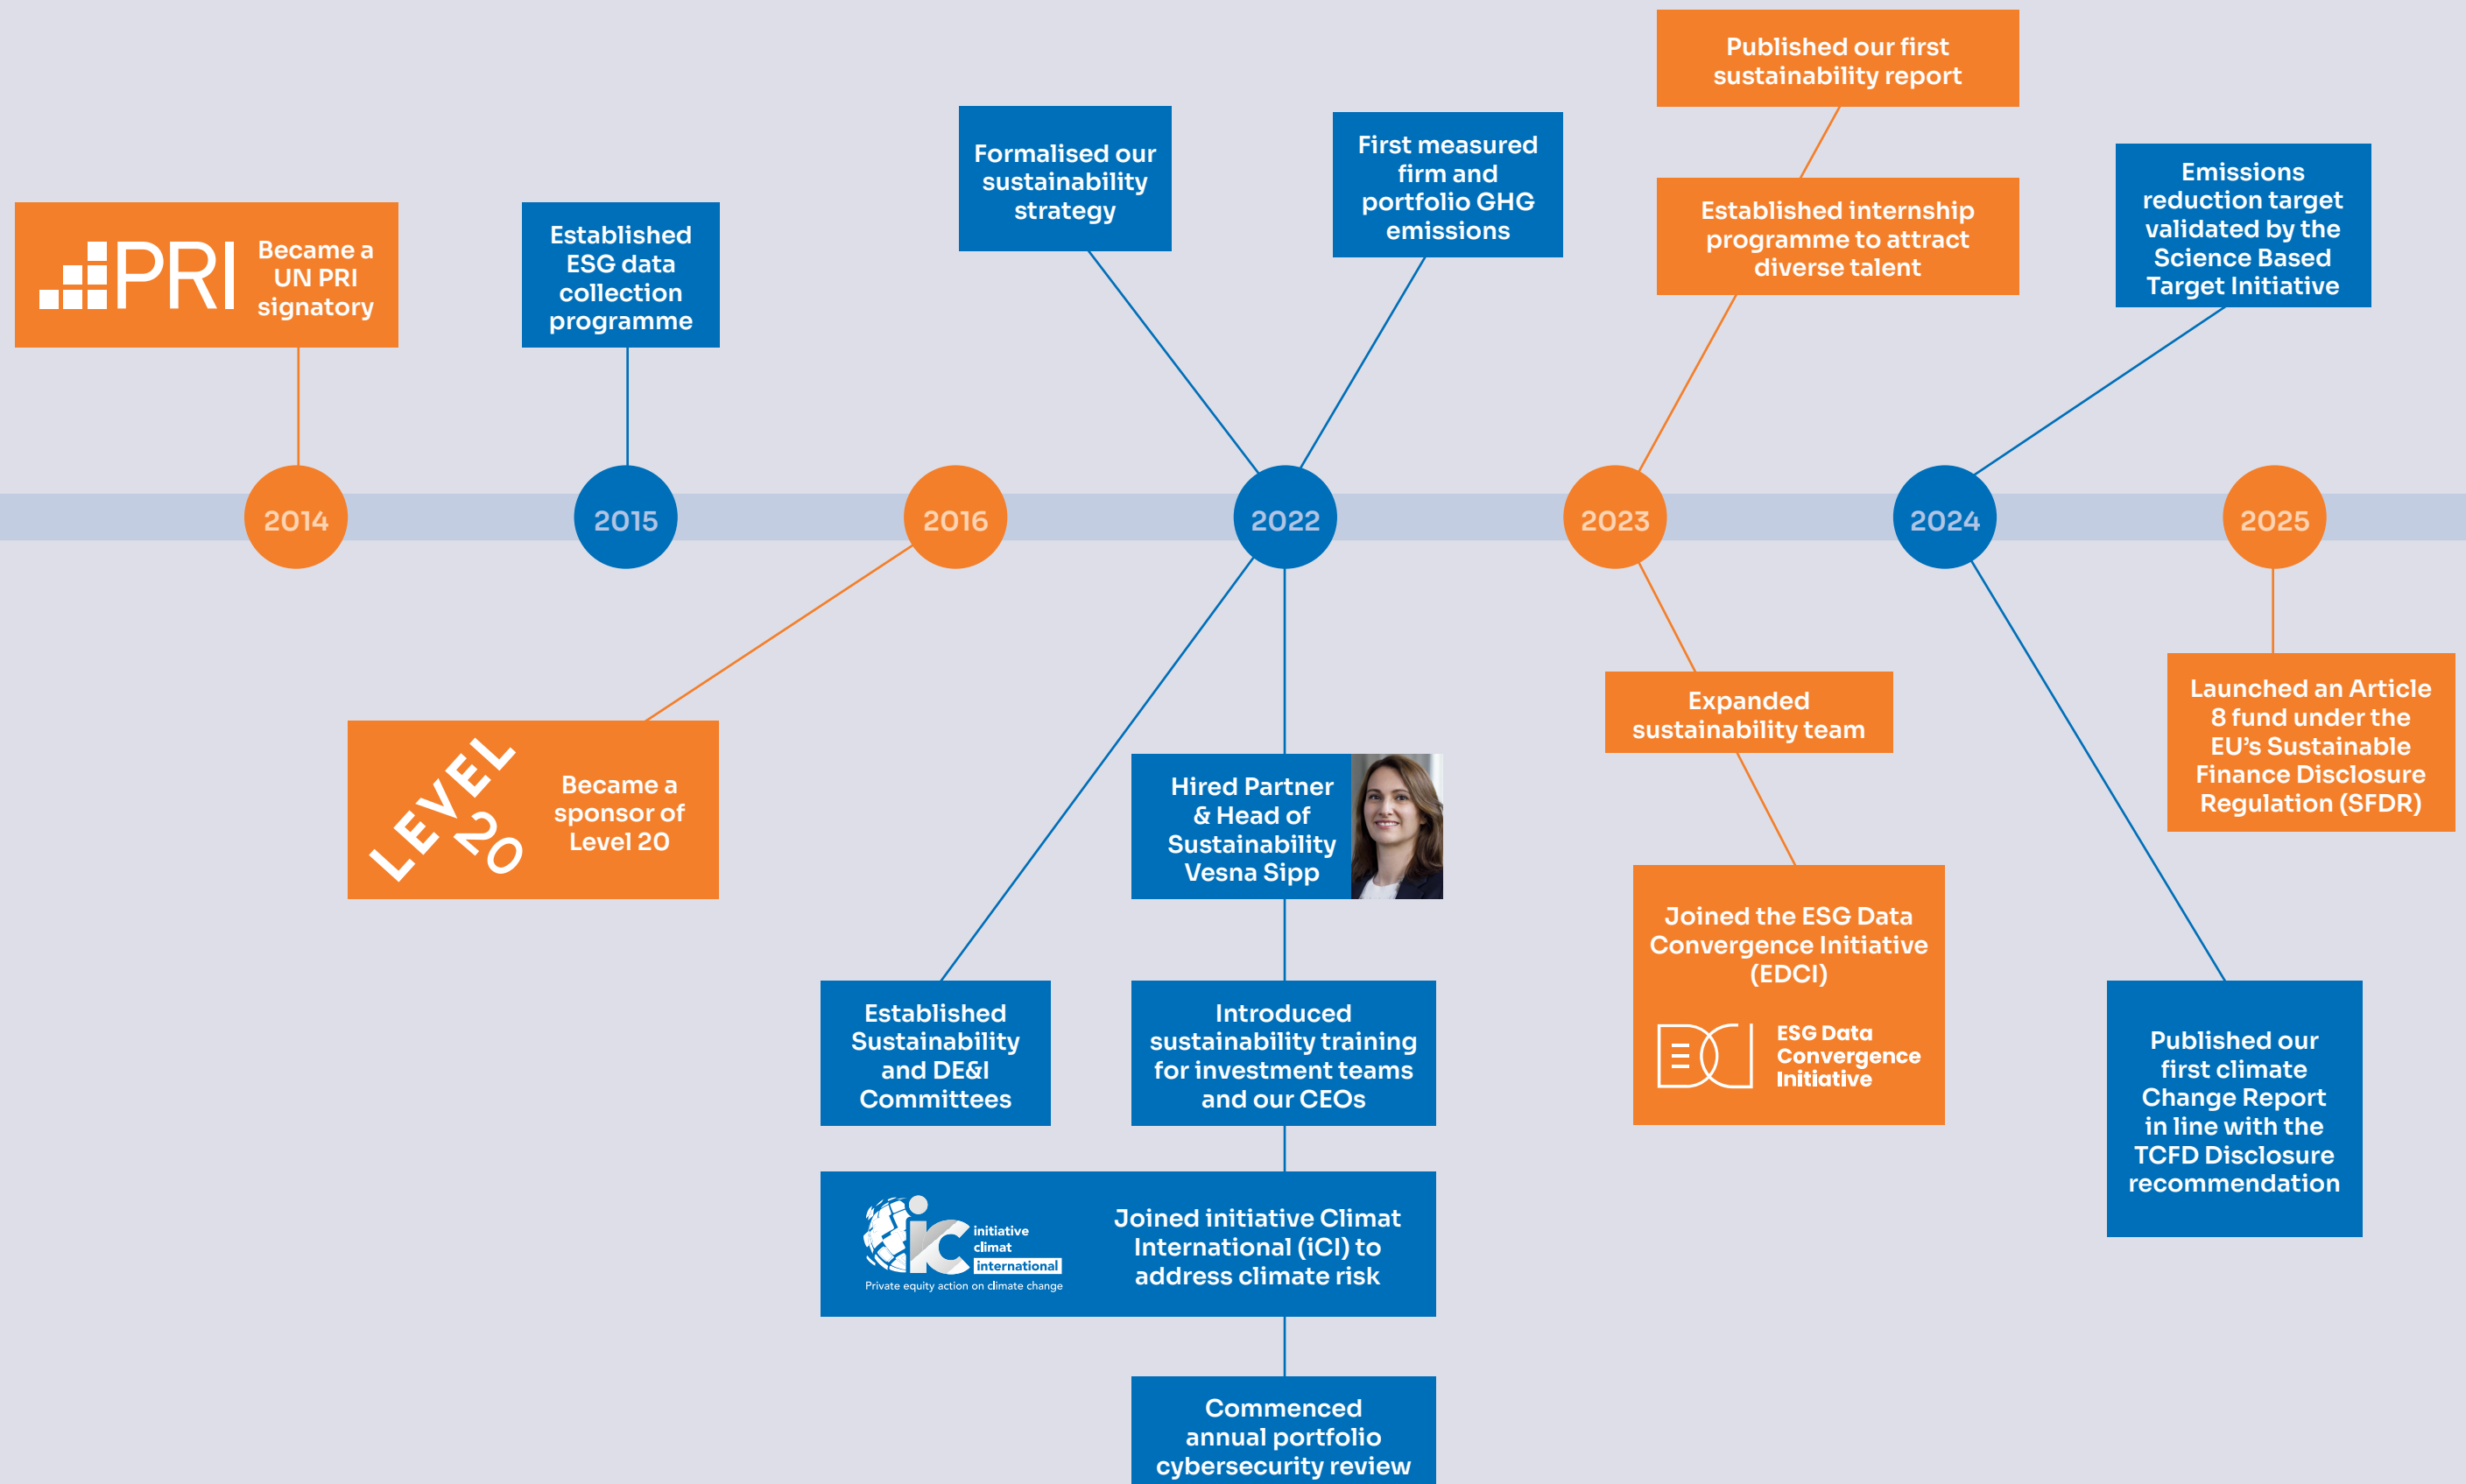 PRI
Became a
UN PRI
signatory
Established
ESG data
collection
programme
Formalised our
sustainability
strategy
First measured
firm and
portfolio GHG
emissions
Published our first
sustainability report
Established internship
programme to attract
diverse talent
Emissions
reduction target
validated by the
Science Based
Target Initiative
2014
2015
2016
2022
2023
2024
2025
LEVEL
20
Became a
sponsor of
Level 20
Hired Partner
& Head of
Sustainability
Vesna Sipp
Expanded
sustainability team
Launched an Article
8 fund under the
EU’s Sustainable
Finance Disclosure
Regulation (SFDR)
Established
Sustainability
and DE&I
Committees
Introduced
sustainability training
for investment teams
and our CEOs
Joined the ESG Data
Convergence Initiative
(EDCI)
ESG Data
Convergence
Initiative
Published our
first climate
Change Report
in line with the
TCFD Disclosure
recommendation
ic
initiative
climat
international
Private equity action on climate change
Joined initiative Climat
International (iCI) to
address climate risk
Commenced
annual portfolio
cybersecurity review